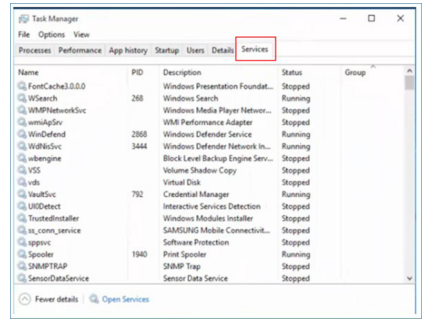 Task Manager
File Options View
Processes Performance App history Startup Users Details Services
Name PID Description Status Group
FontCache3.0.0.0 Windows Presentation Foundat... Stopped
WSearch 268 Windows Search Running
WMPNetworkSvc Windows Media Player Networ... Stopped
wmiApSrv WMI Performance Adapter Stopped
WinDefend 2868 Windows Defender Service Running
WdNisSvc 3444 Windows Defender Network In... Running
wbengine Block Level Backup Engine Serv... Stopped
VSS Volume Shadow Copy Stopped
vds Virtual Disk Stopped
VaultSvc 792 Credential Manager Running
UI0Detect Interactive Services Detection Stopped
TrustedInstaller Windows Modules Installer Stopped
ss_conn_service SAMSUNG Mobile Connectivit... Stopped
sppsvc Software Protection Stopped
Spooler 1940 Print Spooler Running
SNMPTRAP SNMP Trap Stopped
SensorDataService Sensor Data Service Stopped
Fewer details Open Services